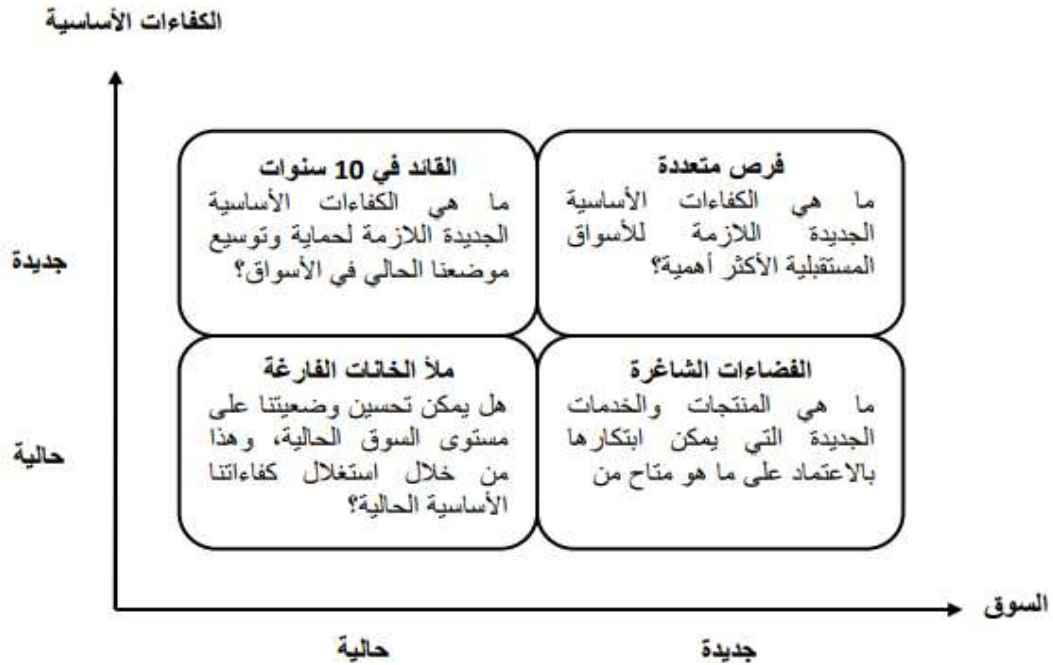 الكفاءات الأساسية
فرص متعددة
ما هي الكفاءات الأساسية
الجديدة اللازمة للأسواق
المستقبلية الأكثر أهمية؟
القائد في 10 سنوات
ما هي الكفاءات الأساسية
الجديدة اللازمة لحماية وتوسيع
موضعنا الحالي في الأسواق؟
جديدة
الفضاءات الشاغرة
ما هي المنتجات والخدمات
الجديدة التي يمكن ابتكارها
بالاعتماد على ما هو متاح من
ملأ الخانات الفارغة
هل يمكن تحسين وضعيتنا على
مستوى السوق الحالية، وهذا
من خلال استغلال كفاءاتنا
الأساسية الحالية؟
حالية
السوق
جديدة
حالية